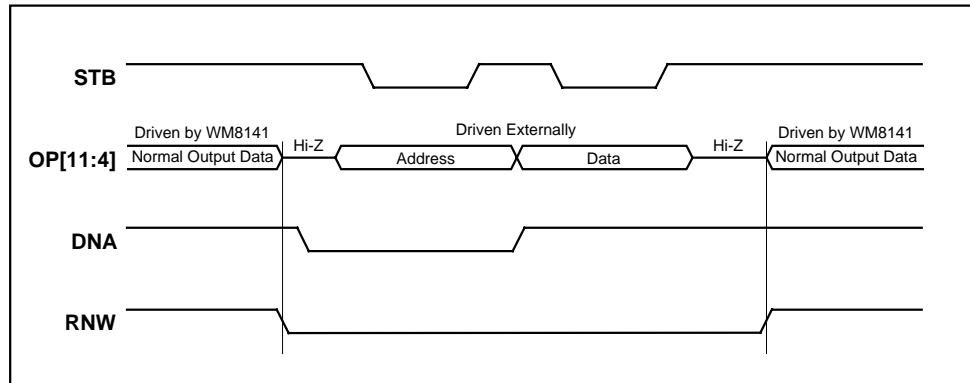 STB
Driven by WM8141
Hi-Z
Driven Externally
Hi-Z
Driven by WM8141
OP[11:4]
Normal Output Data
Address
Data
Normal Output Data
DNA
RNW